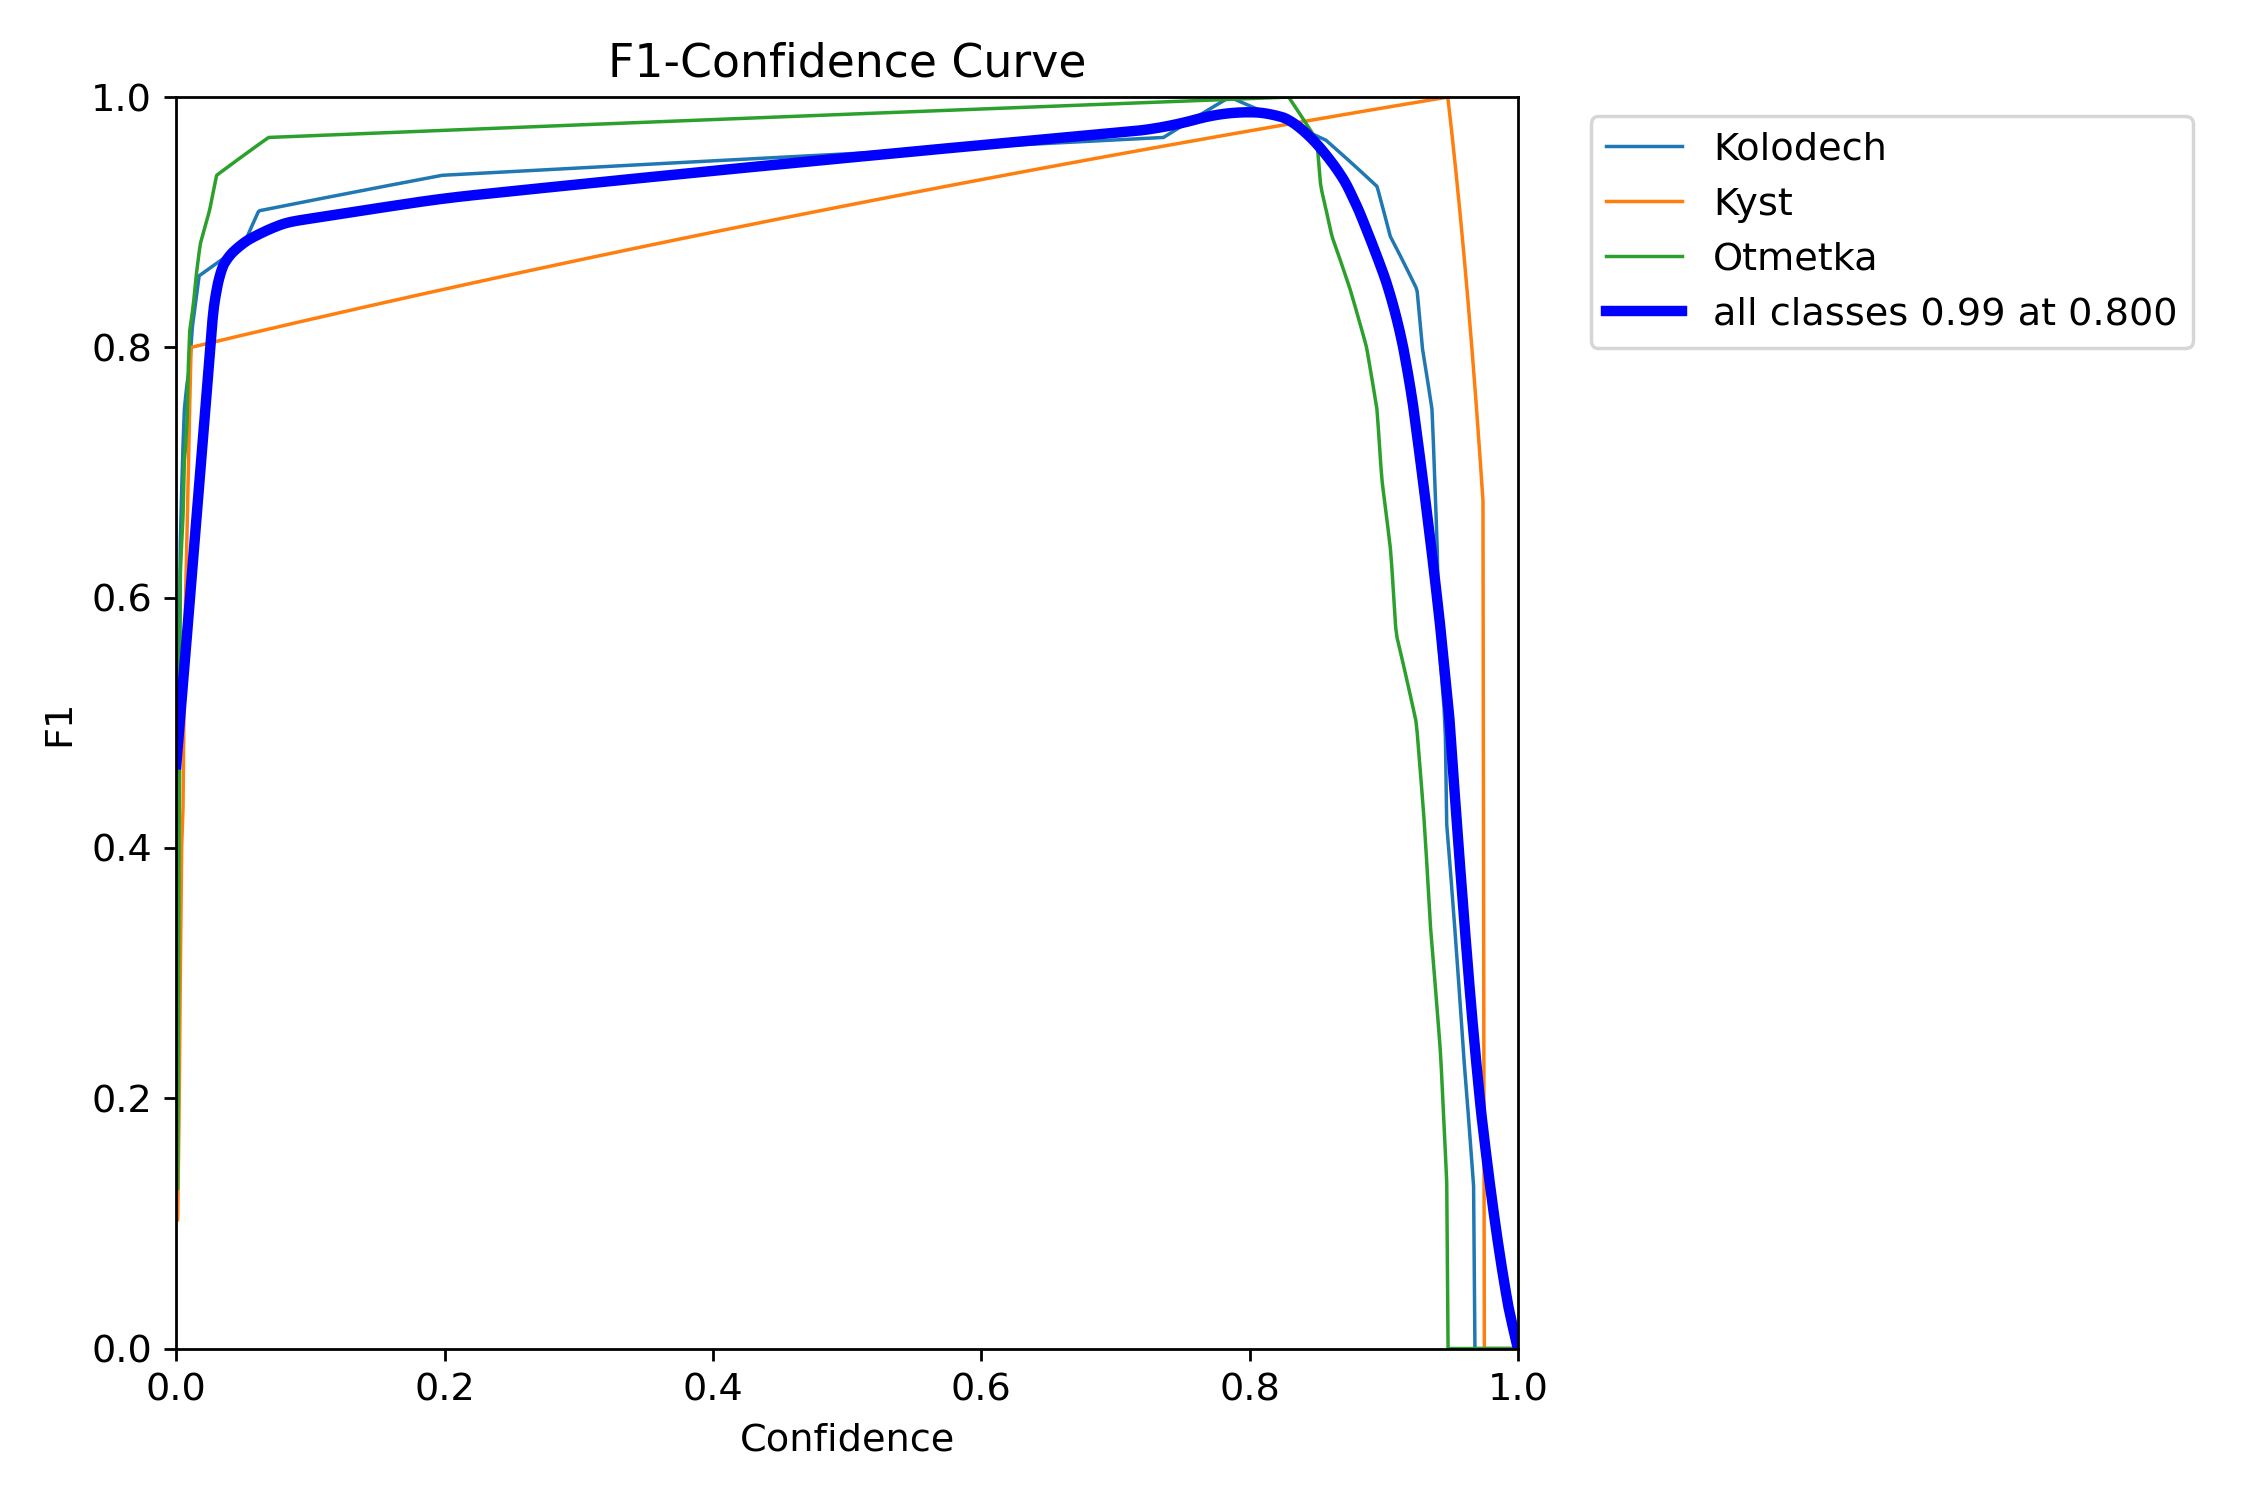 F1-Confidence Curve
1.0
0.8
0.6
0.4
0.2
0.0
F1
0.0 0.2 0.4 0.6 0.8 1.0
Confidence
Kolodech
Kyst
Otmetka
all classes 0.99 at 0.800